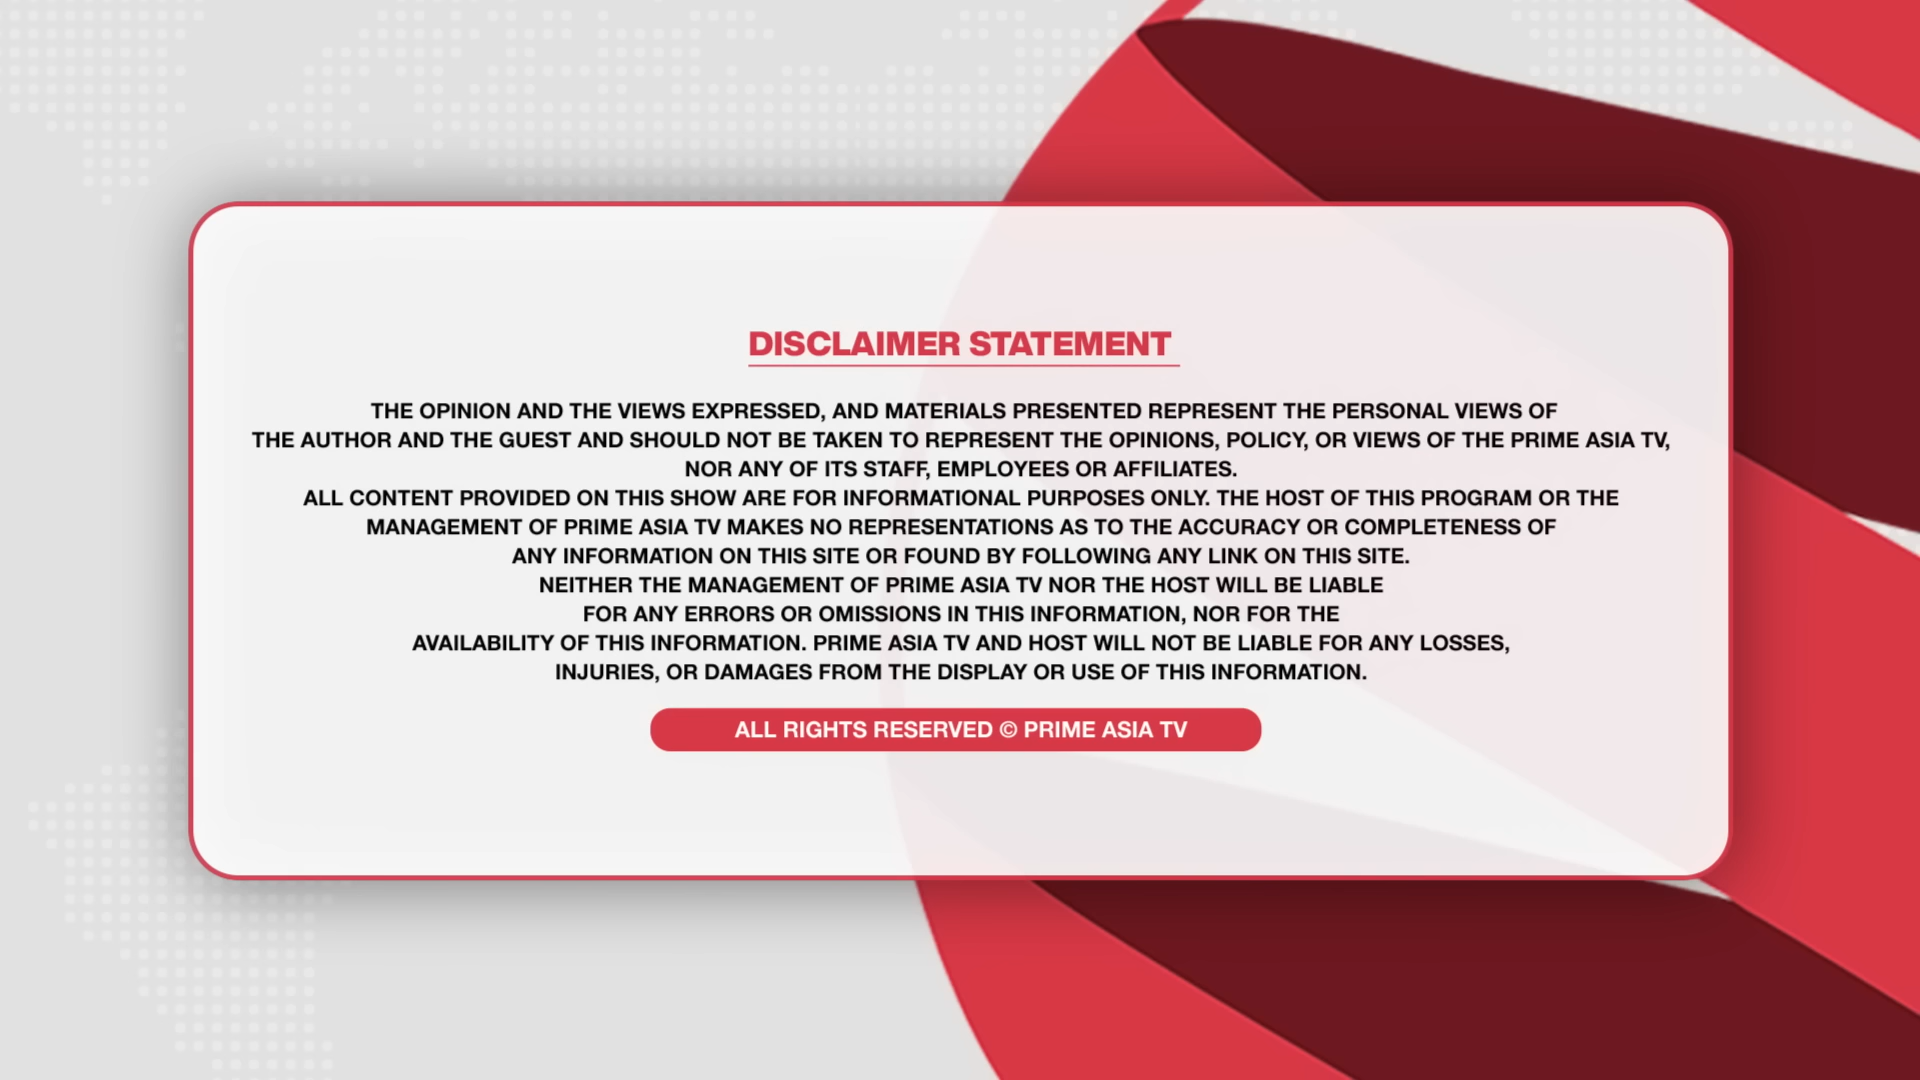 DISCLAIMER STATEMENT
THE OPINION AND THE VIEWS EXPRESSED, AND MATERIALS PRESENTED REPRESENT THE PERSONAL VIEWS OF
THE AUTHOR AND THE GUEST AND SHOULD NOT BE TAKEN TO REPRESENT THE OPINIONS, POLICY, OR VIEWS OF THE PRIME ASIA TV,
NOR ANY OF ITS STAFF, EMPLOYEES OR AFFILIATES.
ALL CONTENT PROVIDED ON THIS SHOW ARE FOR INFORMATIONAL PURPOSES ONLY. THE HOST OF THIS PROGRAM OR THE
MANAGEMENT OF PRIME ASIA TV MAKES NO REPRESENTATIONS AS TO THE ACCURACY OR COMPLETENESS OF
ANY INFORMATION ON THIS SITE OR FOUND BY FOLLOWING ANY LINK ON THIS SITE.
NEITHER THE MANAGEMENT OF PRIME ASIA TV NOR THE HOST WILL BE LIABLE
FOR ANY ERRORS OR OMISSIONS IN THIS INFORMATION, NOR FOR THE
AVAILABILITY OF THIS INFORMATION. PRIME ASIA TV AND HOST WILL NOT BE LIABLE FOR ANY LOSSES,
INJURIES, OR DAMAGES FROM THE DISPLAY OR USE OF THIS INFORMATION.
ALL RIGHTS RESERVED © PRIME ASIA TV